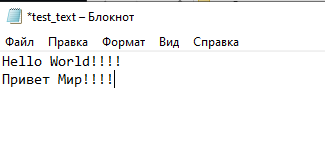 *test_text – Блокнот
Файл Правка Формат Вид Справка
Hello World!!!!
Привет Мир!!!!